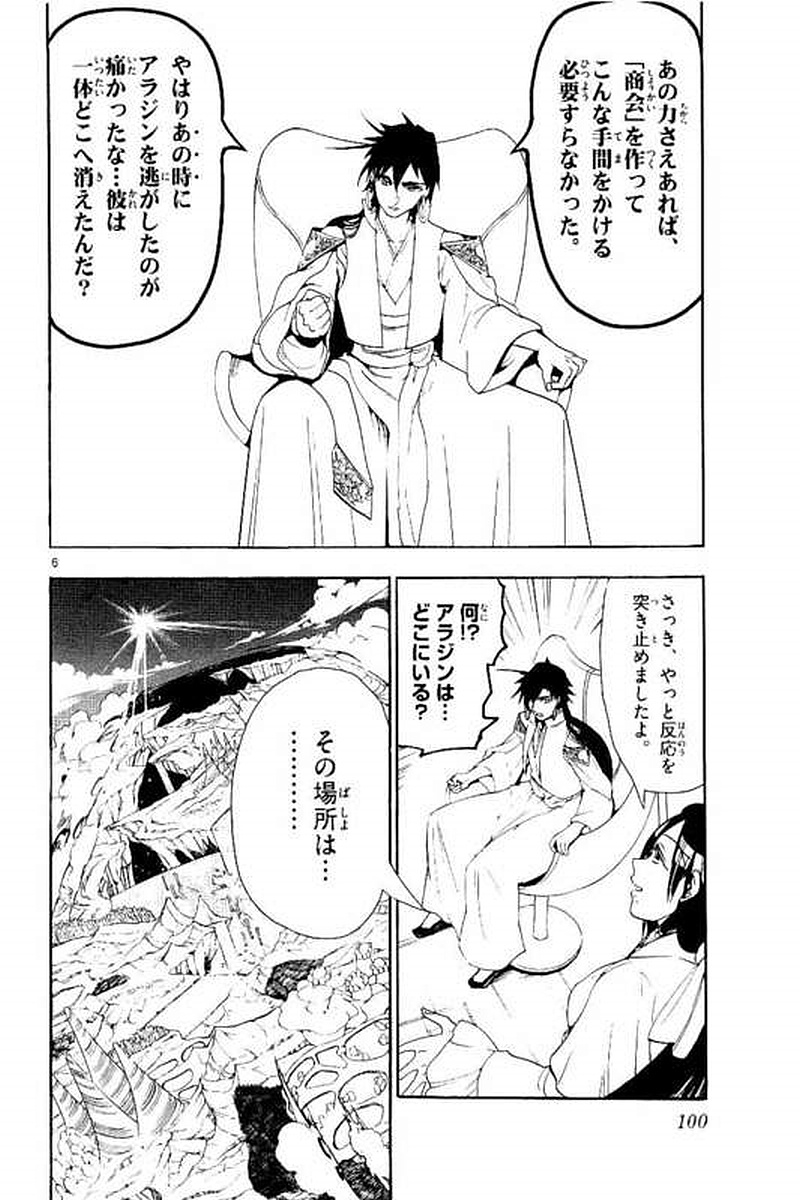 あの力さえあれば、
「商会」を作って
こんな手間をかける
必要すらなかった。
やはりあの時に
アラジンを逃がしたのが
痛かったな…彼は
一体どこへ消えたんだ?
6
さっき、やっと反応を
突き止めましたよ。
何!?
アラジンは…
どこにいる?
その場所は…
…………
100